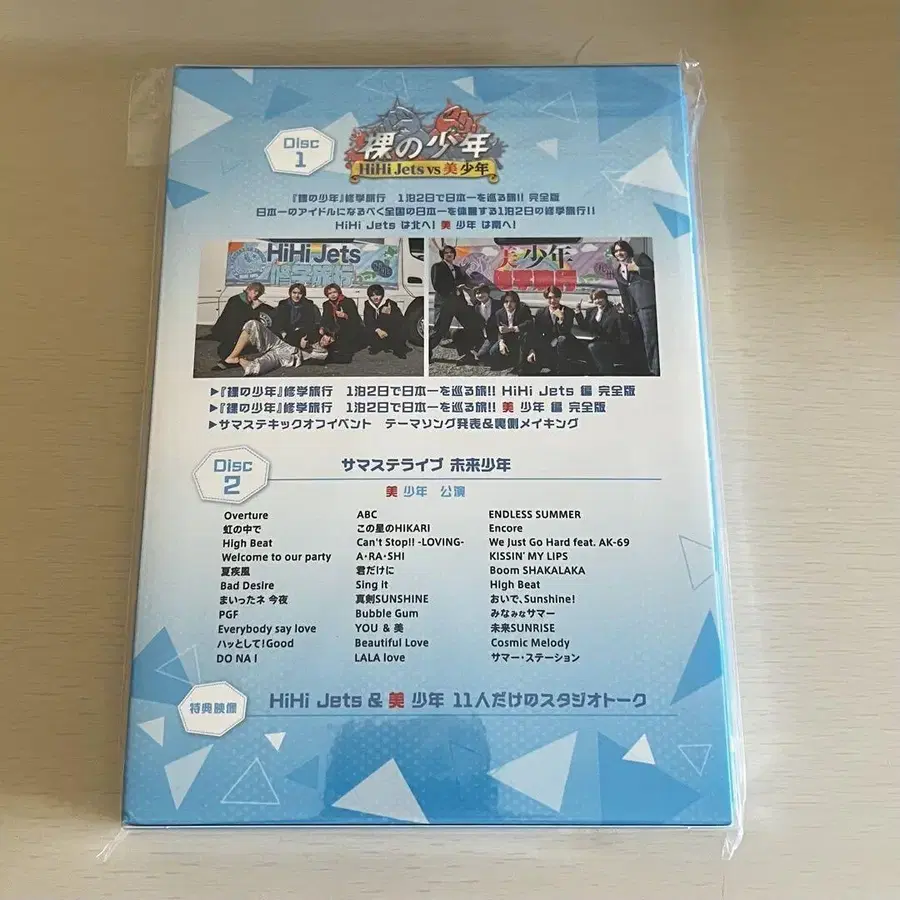 Disc
1
裸の少年
HiHi Jets vs 美 少年
『裸の少年』修学旅行 1泊2日で日本一を巡る旅!! 完全版
日本一のアイドルになるべく全国の日本一を体験する1泊2日の修学旅行!!
HiHi Jets は北へ! 美 少年 は南へ!
HiHi Jets
修学旅行
美 少年
修学旅行
▶『裸の少年』修学旅行 1泊2日で日本一を巡る旅!! HiHi Jets 編 完全版
▶『裸の少年』修学旅行 1泊2日で日本一を巡る旅!! 美 少年 編 完全版
▶サマステキックオフイベント テーマソング発表&裏側メイキング
Disc
2
サマステライブ 未来少年
美 少年 公演
Overture
虹の中で
High Beat
Welcome to our party
夏疾風
Bad Desire
まいったネ 今夜
PGF
Everybody say love
ハッとして!Good
DO NA I
ABC
この星のHIKARI
Can't Stop!! -LOVING-
A・RA・SHI
君だけに
Sing it
真剣SUNSHINE
Bubble Gum
YOU & 美
Beautiful Love
LALA love
ENDLESS SUMMER
Encore
We Just Go Hard feat. AK-69
KISSIN' MY LIPS
Boom SHAKALAKA
High Beat
おいで、Sunshine!
みなみなサマー
未来SUNRISE
Cosmic Melody
サマー・ステーション
特典映像
HiHi Jets & 美 少年 11人だけのスタジオトーク